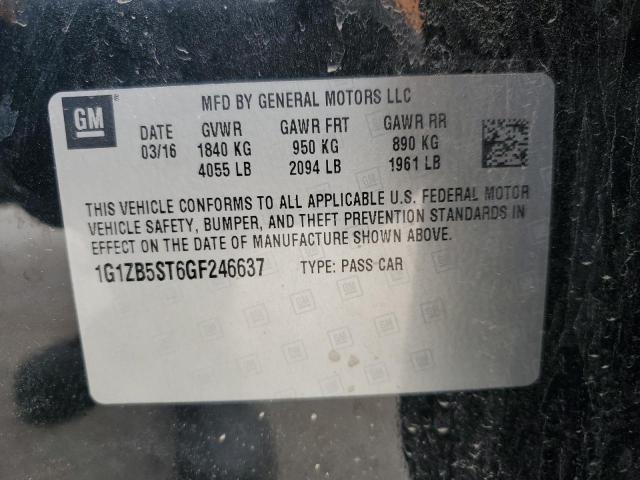 GM
®
MFD BY GENERAL MOTORS LLC
DATE GVWR GAWR FRT GAWR RR
03/16 1840 KG 950 KG 890 KG
4055 LB 2094 LB 1961 LB
THIS VEHICLE CONFORMS TO ALL APPLICABLE U.S. FEDERAL MOTOR
VEHICLE SAFETY, BUMPER, AND THEFT PREVENTION STANDARDS IN
EFFECT ON THE DATE OF MANUFACTURE SHOWN ABOVE.
1G1ZB5ST6GF246637 TYPE: PASS CAR